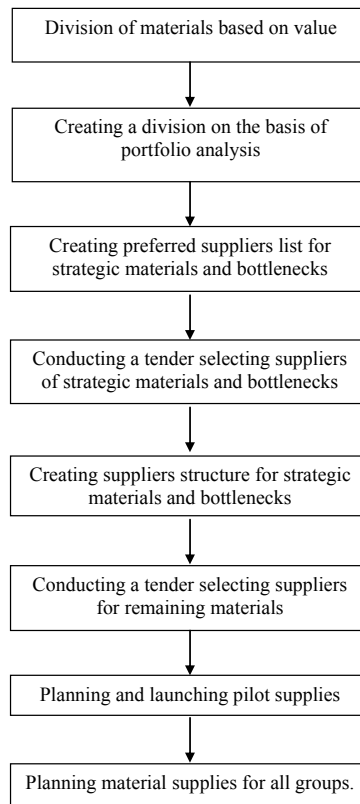 Division of materials based on value
Creating a division on the basis of
portfolio analysis
Creating preferred suppliers list for
strategic materials and bottlenecks
Conducting a tender selecting suppliers
of strategic materials and bottlenecks
Creating suppliers structure for strategic
materials and bottlenecks
Conducting a tender selecting suppliers
for remaining materials
Planning and launching pilot supplies
Planning material supplies for all groups.